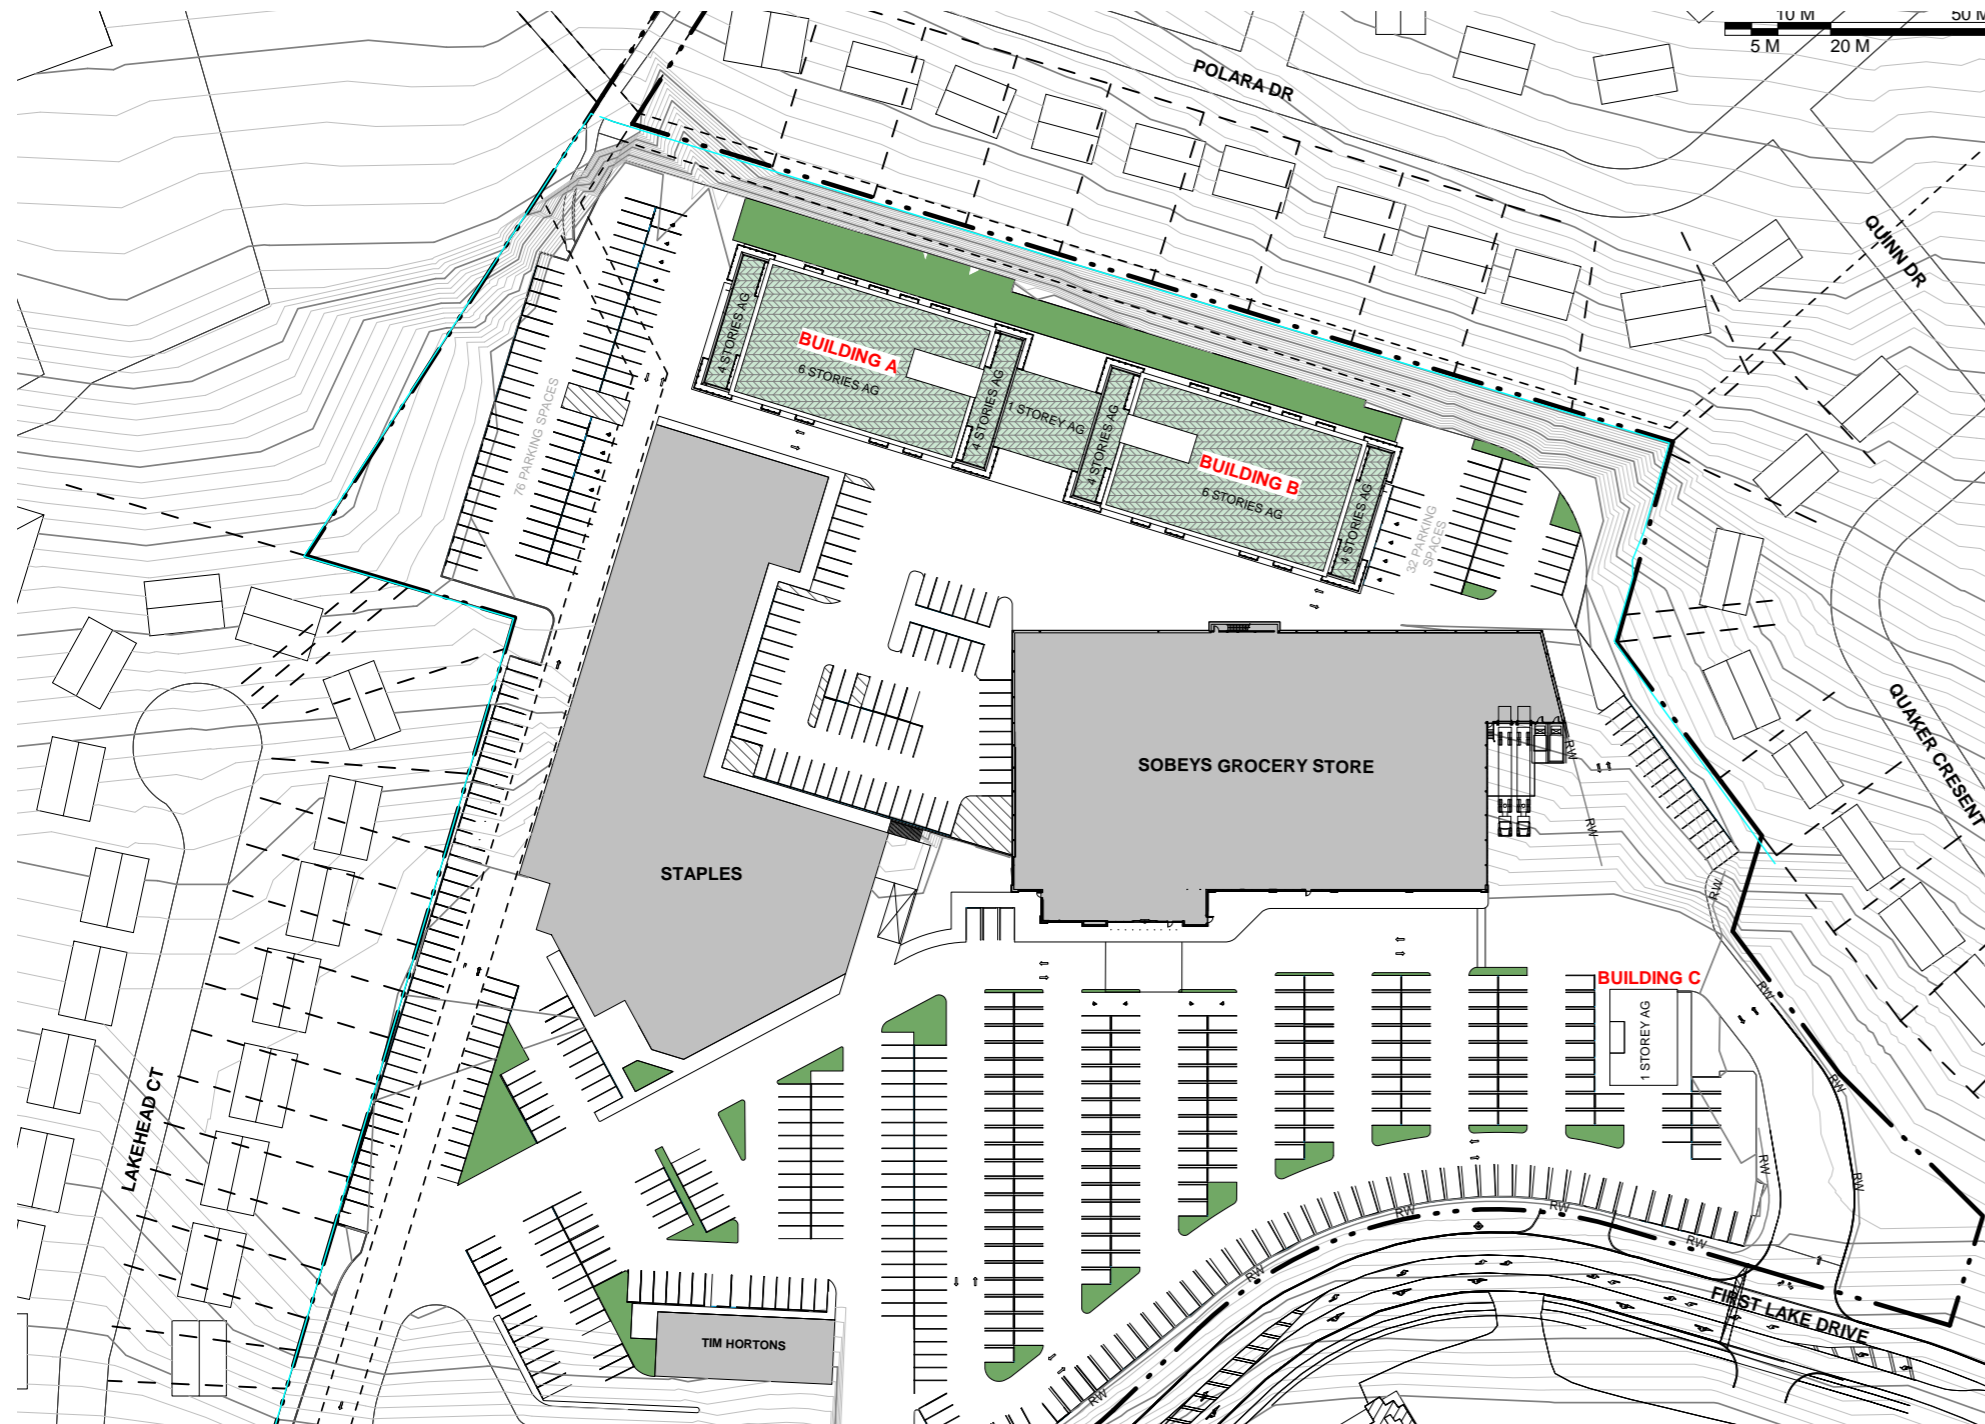 10 M
50 M
5 M
20 M
POLARA DR
QUINN DR
4 STORIES AG
BUILDING A
6 STORIES AG
4 STORIES AG
1 STOREY AG
4 STORIES AG
BUILDING B
6 STORIES AG
4 STORIES AG
76 PARKING SPACES
32 PARKING
SPACES
QUAKER CRESENT
SOBEYS GROCERY STORE
RW
RW
RW
STAPLES
BUILDING C
1 STOREY AG
RW
RW
RW
RW
LAKEHEAD CT
RW
RW
RW
RW
RW
FIRST LAKE DRIVE
TIM HORTONS